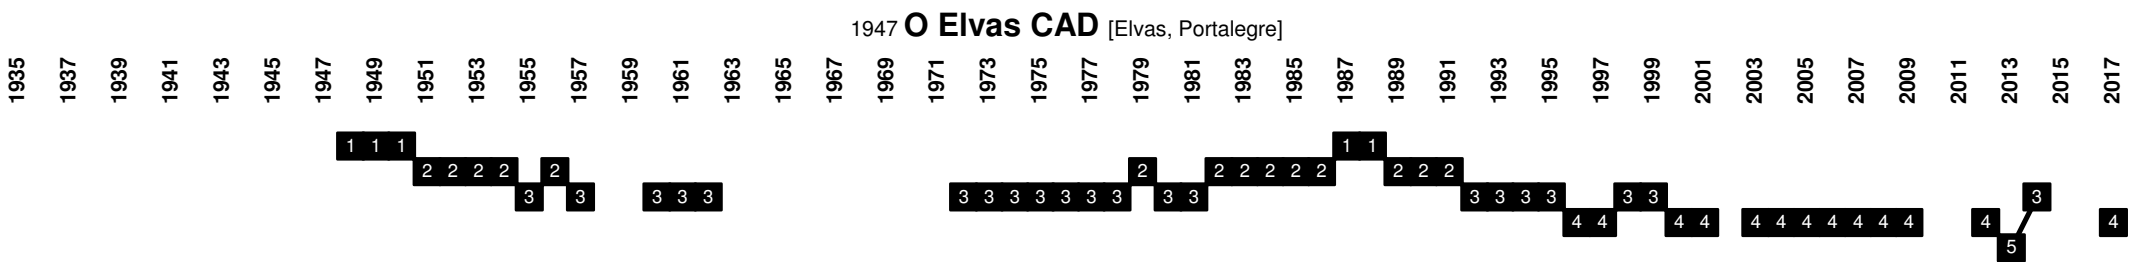 1947 O Elvas CAD [Elvas, Portalegre]
1935 1937 1939 1941 1943 1945 1947 1949 1951 1953 1955 1957 1959 1961 1963 1965 1967 1969 1971 1973 1975 1977 1979 1981 1983 1985 1987 1989 1991 1993 1995 1997 1999 2001 2003 2005 2007 2009 2011 2013 2015 2017
1 1 1 1 1
2 2 2 2 2 2 2 2 2 2 2 2 2 2
3 3 3 3 3 3 3 3 3 3 3 3 3 3 3 3 3 3 3 3 3
4 4 4 4 4 4 4 4 4 4 4 4 4
5